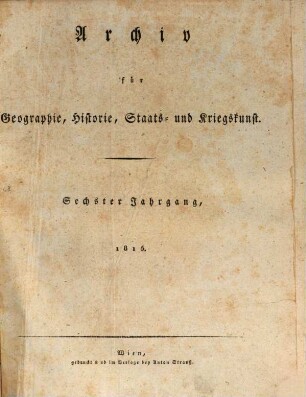 Archiv
für
Geographie, Historie, Staats- und Kriegskunst.
Sechster Jahrgang,
1815.
Wien,
gedruckt und im Verlage bey Anton Strauß.